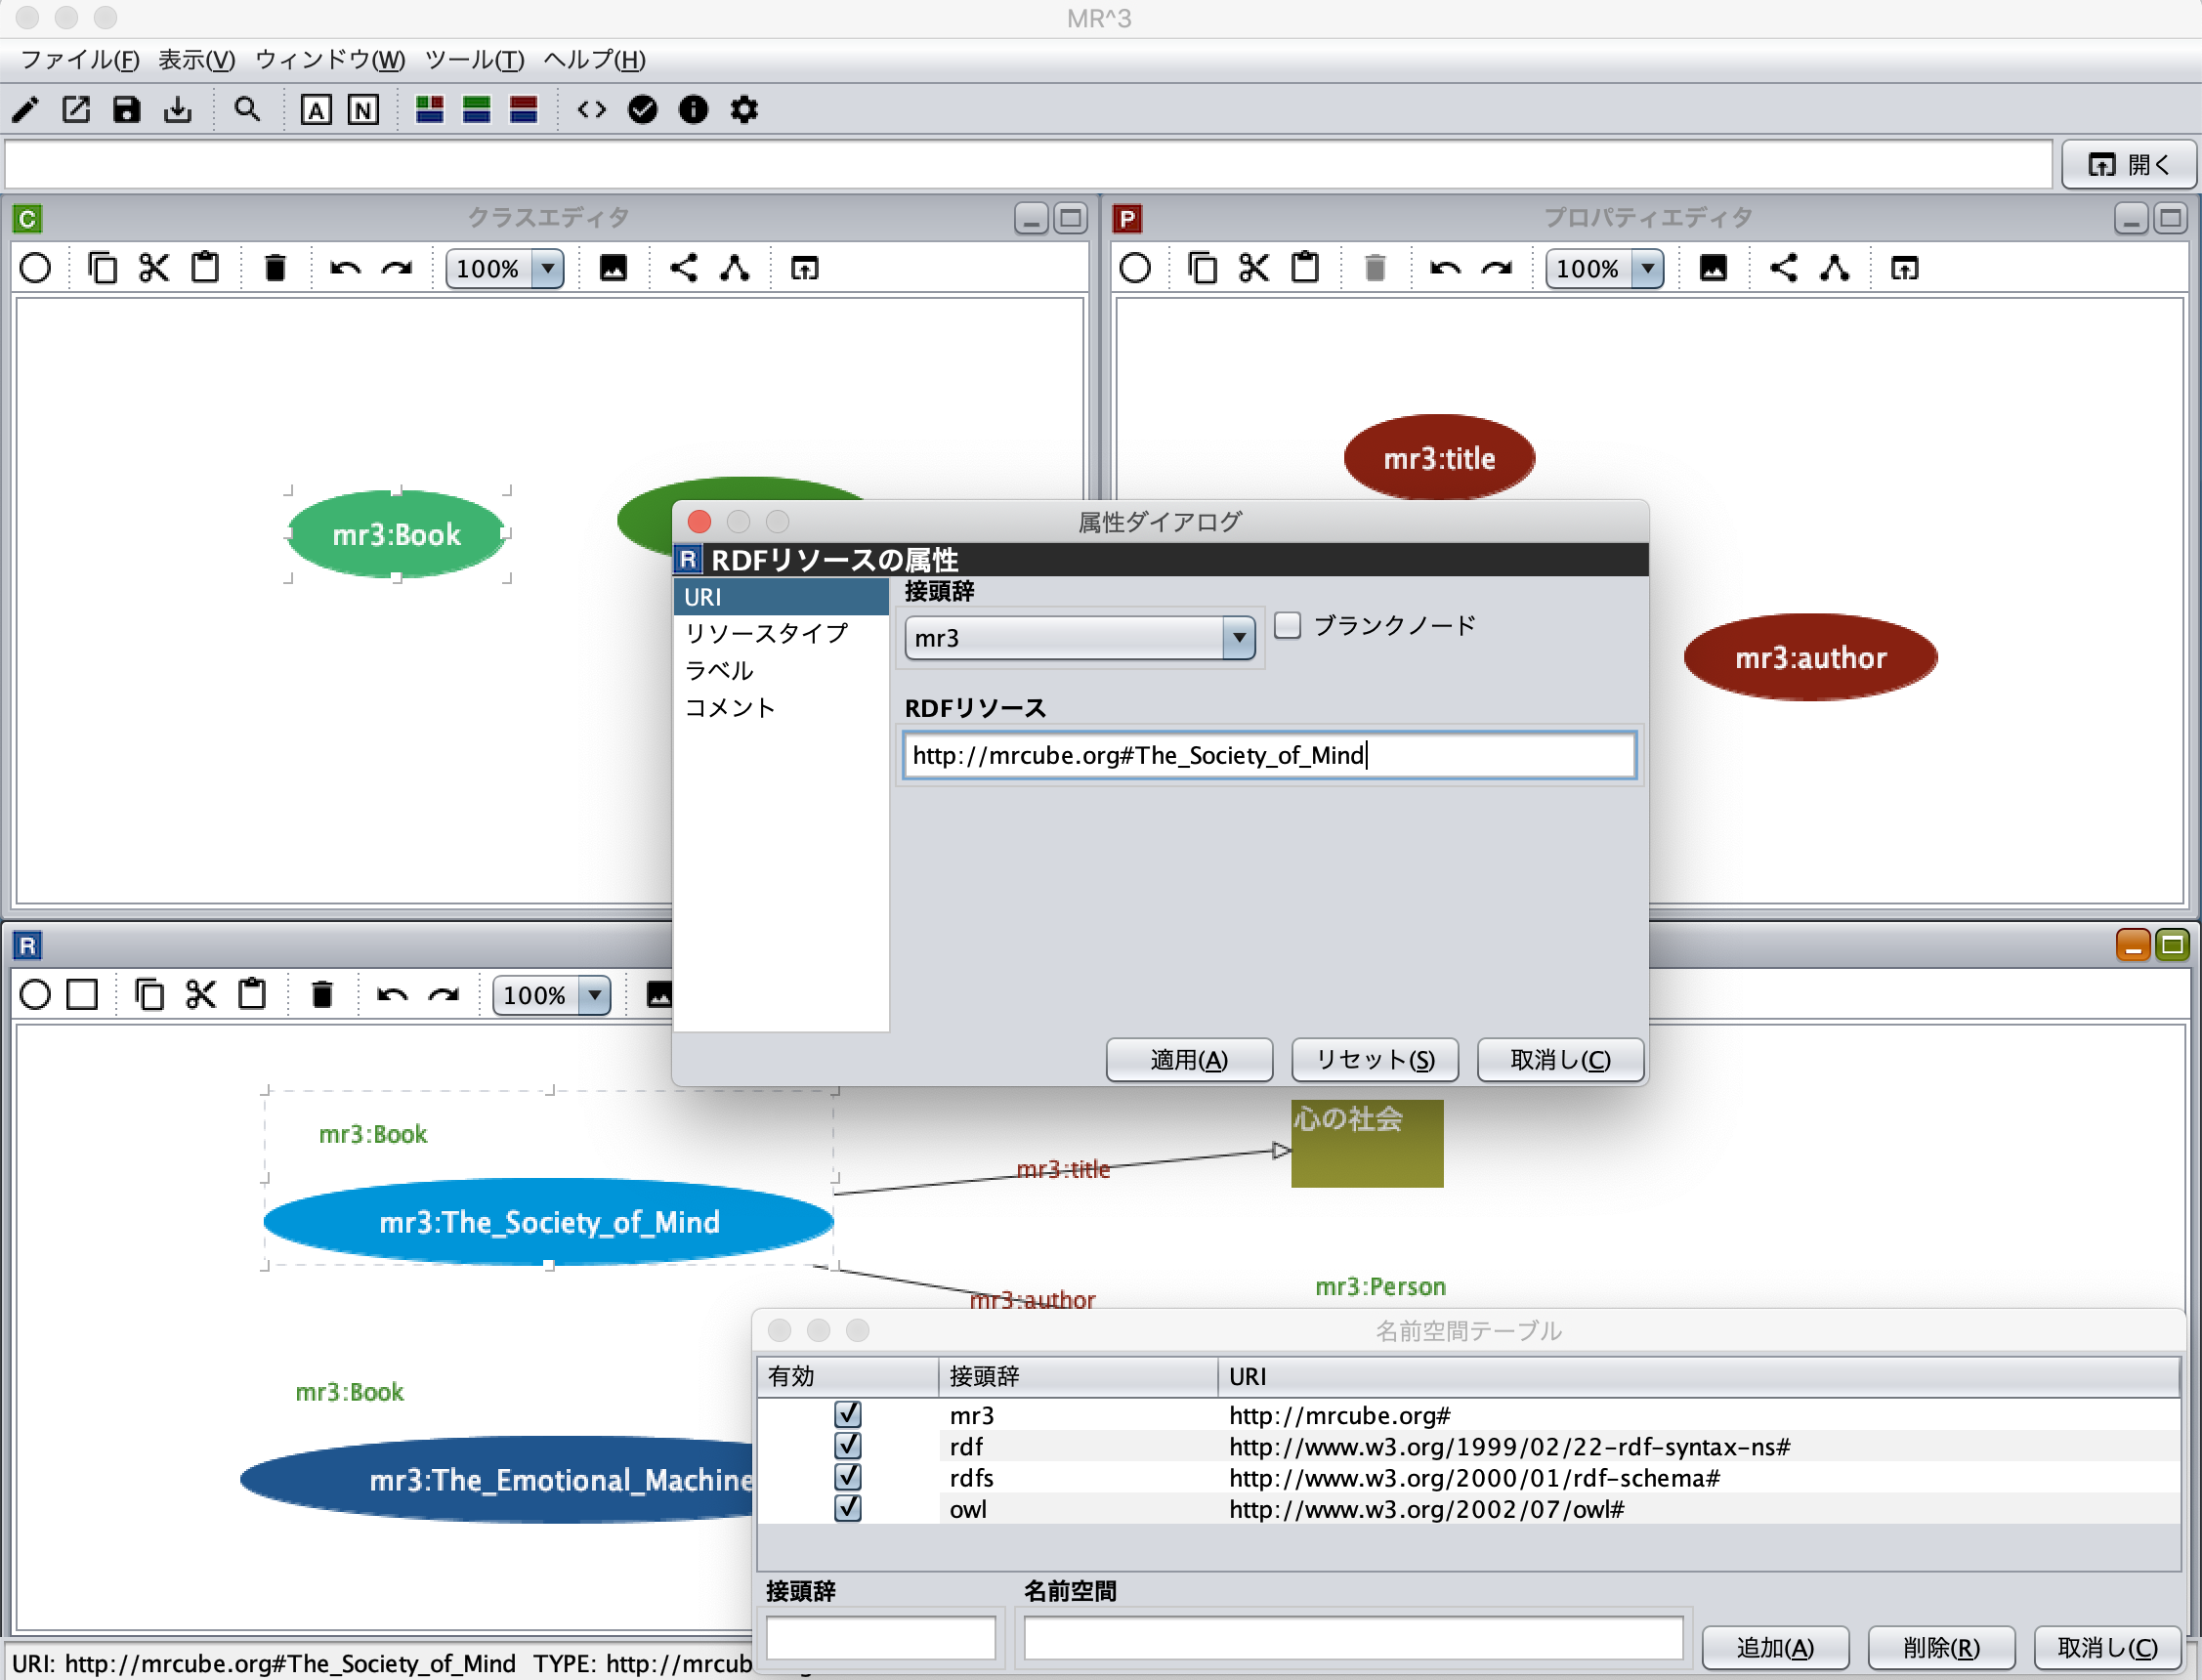 MR^3
ファイル(F) 表示(V) ウィンドウ(W) ツール(T) ヘルプ(H)
A N
開く
C クラスエディタ
100%
mr3:Book
P プロパティエディタ
100%
mr3:title
mr3:author
属性ダイアログ
R RDFリソースの属性
URI
リソースタイプ
ラベル
コメント
接頭辞
mr3
ブランクノード
RDFリソース
http://mrcube.org#The_Society_of_Mind
適用(A) リセット(S) 取消し(C)
R
100%
mr3:Book
mr3:The_Society_of_Mind
mr3:title
心の社会
mr3:author
mr3:Person
mr3:Book
mr3:The_Emotional_Machine
名前空間テーブル
有効 接頭辞 URI
mr3 http://mrcube.org#
rdf http://www.w3.org/1999/02/22-rdf-syntax-ns#
rdfs http://www.w3.org/2000/01/rdf-schema#
owl http://www.w3.org/2002/07/owl#
接頭辞 名前空間
追加(A) 削除(R) 取消し(C)
URI: http://mrcube.org#The_Society_of_Mind TYPE: http://mrcub